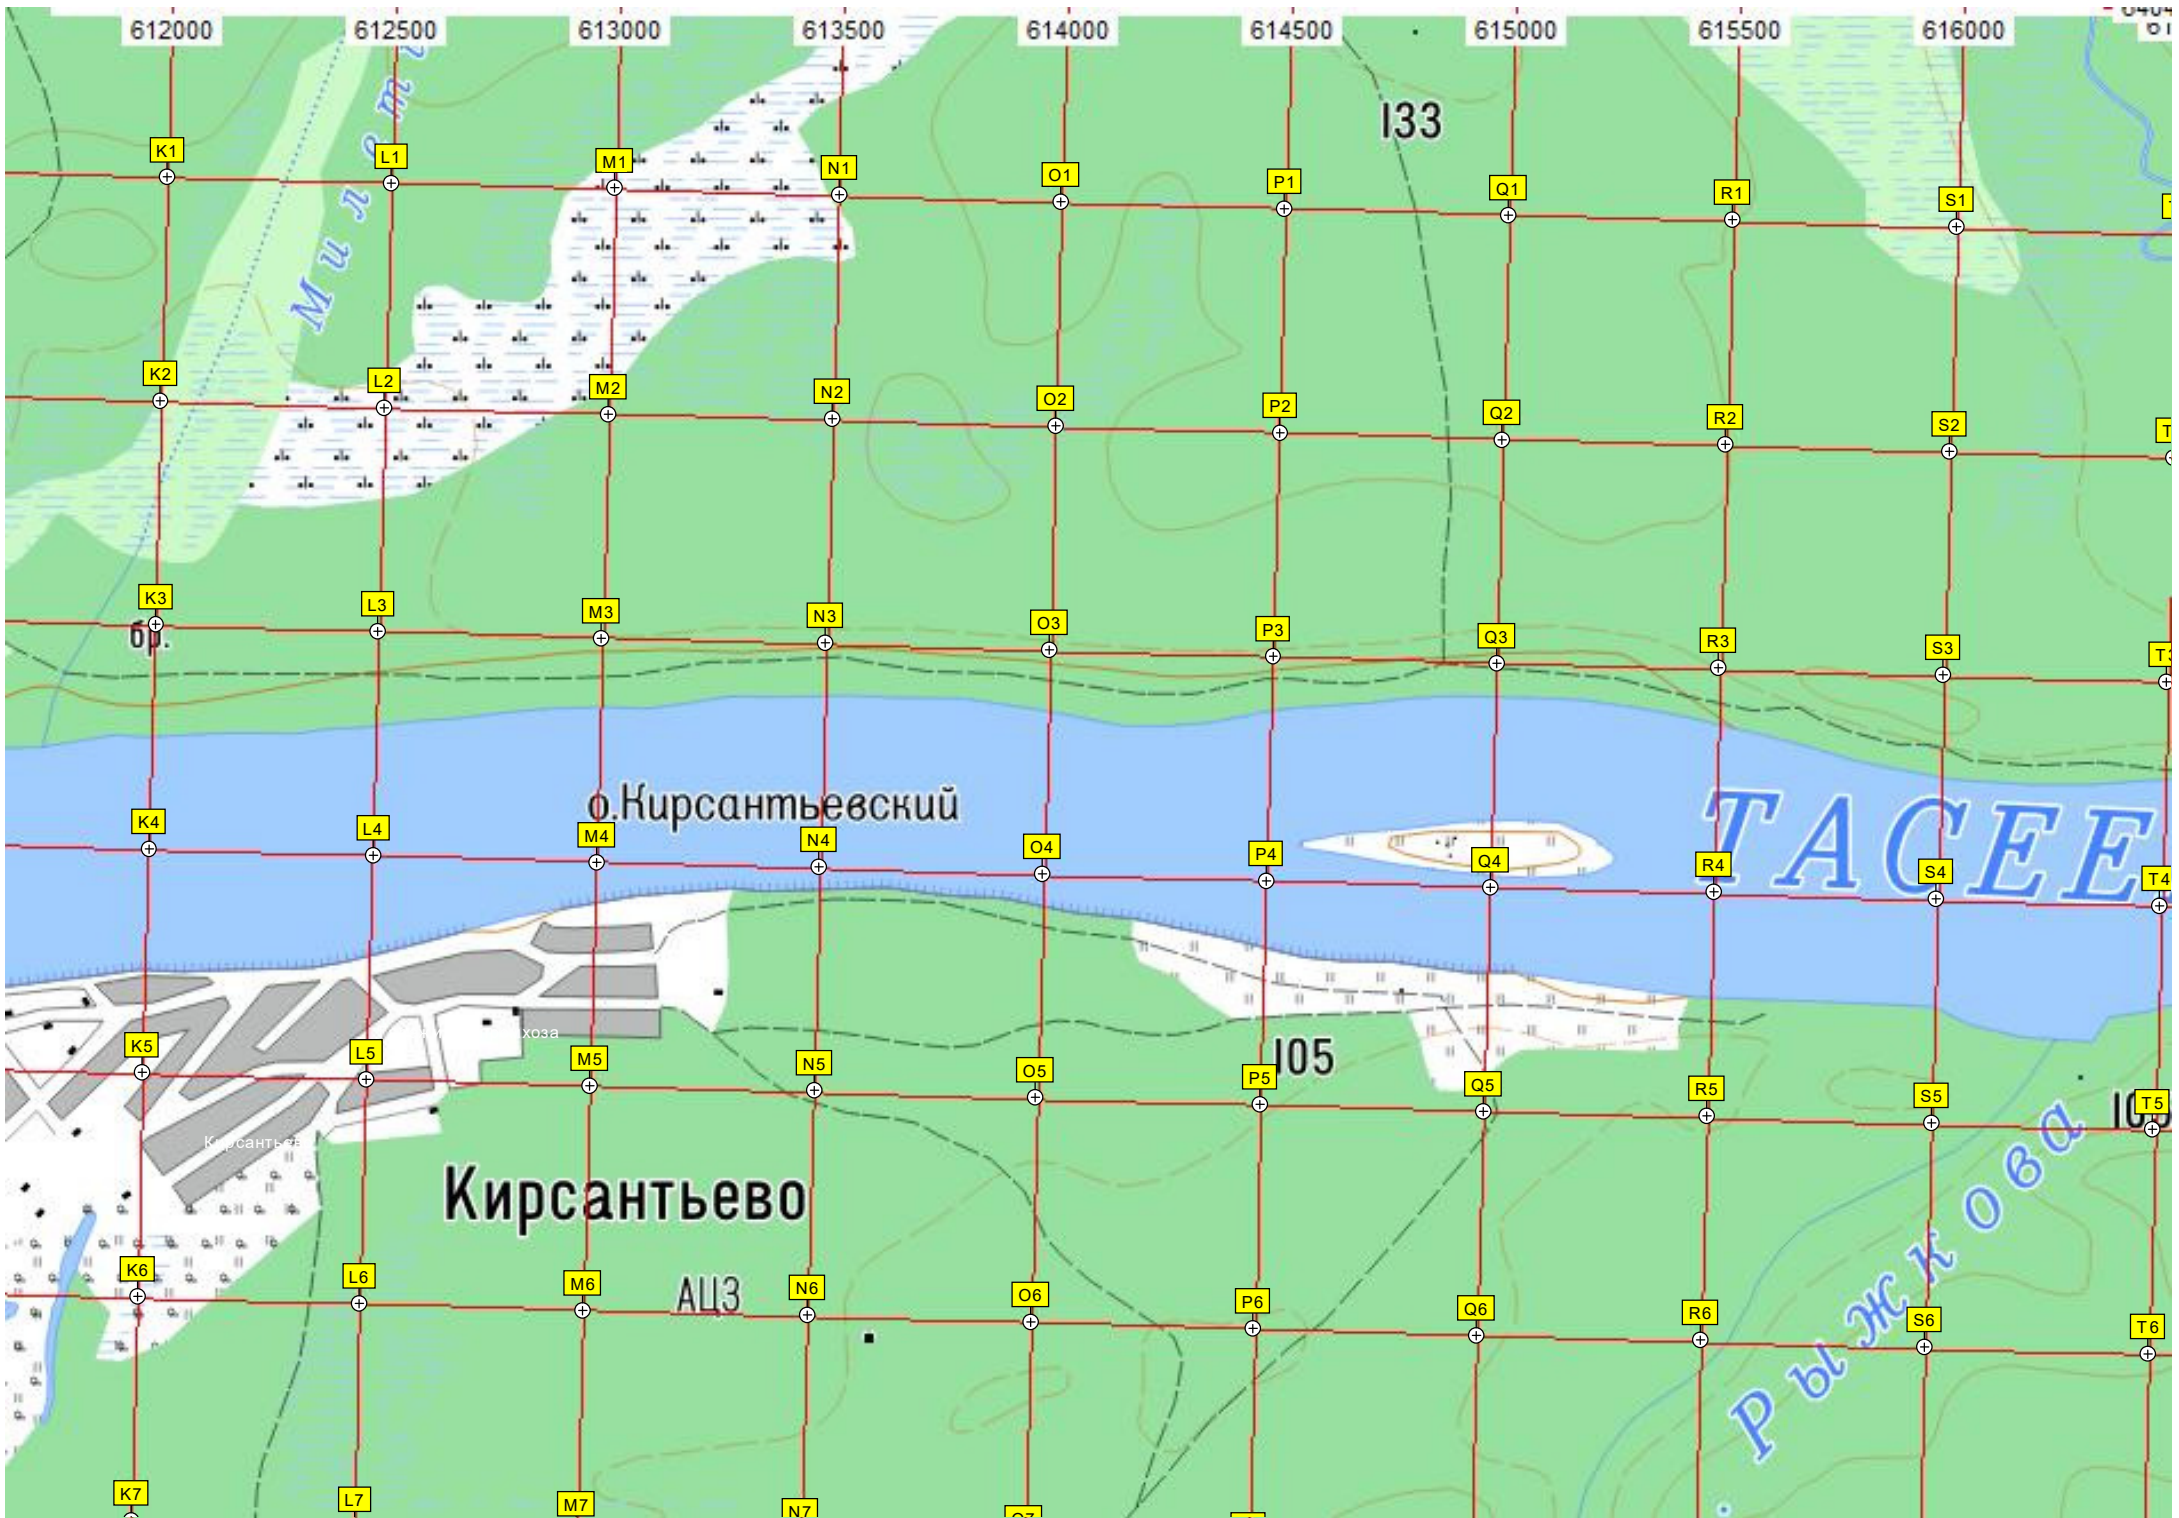 612000 612500 613000 613500 614000 614500 615000 615500 616000
133
Милети
K1 L1 M1 N1 O1 P1 Q1 R1 S1
K2 L2 M2 N2 O2 P2 Q2 R2 S2
K3 L3 M3 N3 O3 P3 Q3 R3 S3 T3
бр.
о.Кирсантьевский
ТАСЕЕ
K4 L4 M4 N4 O4 P4 Q4 R4 S4 T4
хоза
105
K5 L5 M5 N5 O5 P5 Q5 R5 S5 T5
Кирсантьев
Кирсантьево
Рыжкова
АЦЗ
K6 L6 M6 N6 O6 P6 Q6 R6 S6 T6
K7 L7 M7 N7